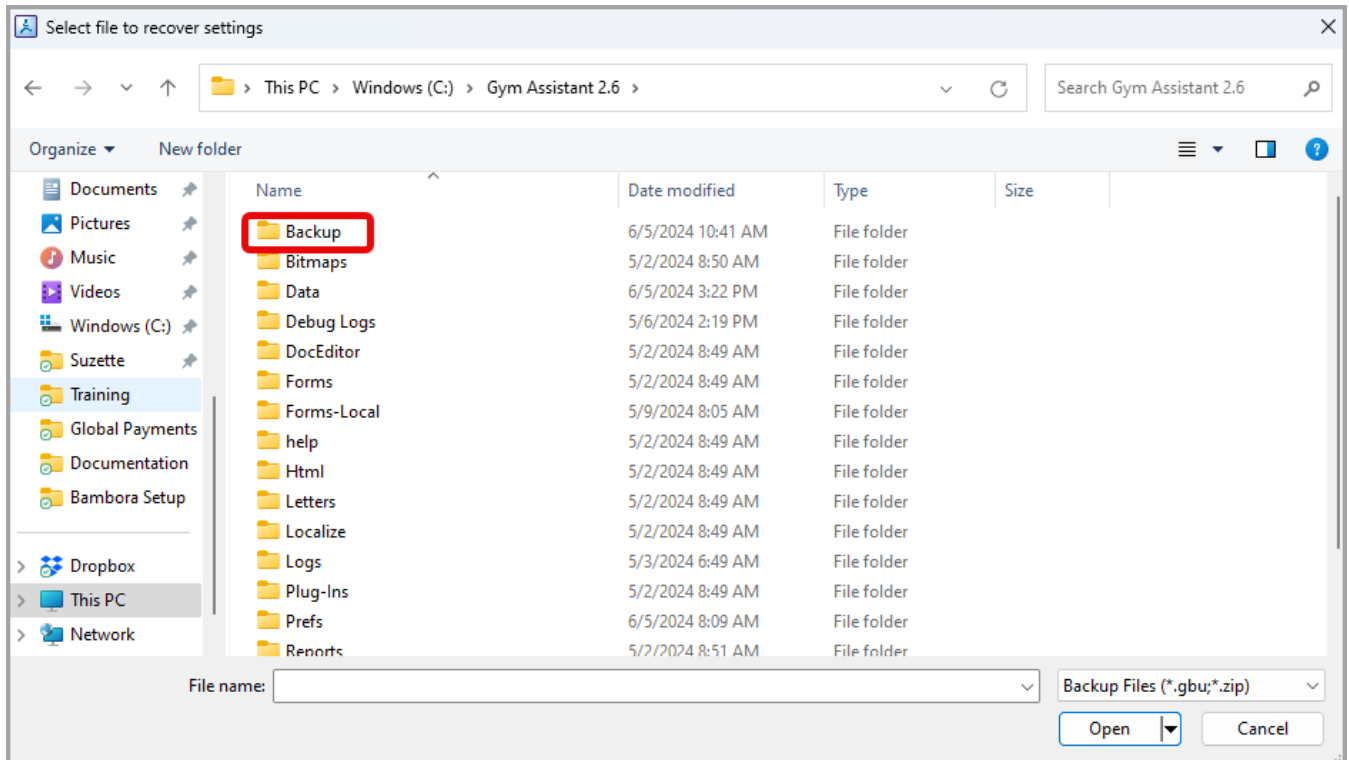 Select file to recover settings
This PC > Windows (C:) > Gym Assistant 2.6 >
Search Gym Assistant 2.6
Organize
New folder
?
Documents
Pictures
Music
Videos
Windows (C:)
Suzette
Training
Global Payments
Documentation
Bambora Setup
Dropbox
This PC
Network
Name Date modified Type Size
Backup 6/5/2024 10:41 AM File folder
Bitmaps 5/2/2024 8:50 AM File folder
Data 6/5/2024 3:22 PM File folder
Debug Logs 5/6/2024 2:19 PM File folder
DocEditor 5/2/2024 8:49 AM File folder
Forms 5/2/2024 8:49 AM File folder
Forms-Local 5/9/2024 8:05 AM File folder
help 5/2/2024 8:49 AM File folder
Html 5/2/2024 8:49 AM File folder
Letters 5/2/2024 8:49 AM File folder
Localize 5/2/2024 8:49 AM File folder
Logs 5/3/2024 6:49 AM File folder
Plug-Ins 5/2/2024 8:49 AM File folder
Prefs 6/5/2024 8:09 AM File folder
Reports 5/2/2024 8:51 AM File folder
File name:
Backup Files (*.gbu;*.zip)
Open
Cancel